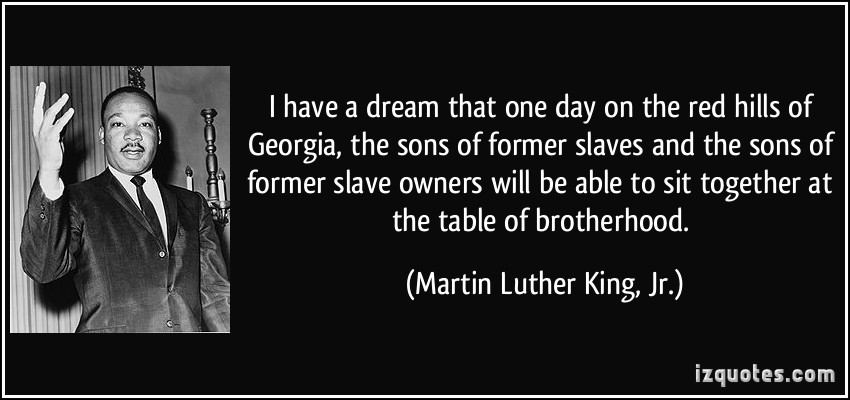 I have a dream that one day on the red hills of
Georgia, the sons of former slaves and the sons of
former slave owners will be able to sit together at
the table of brotherhood.
(Martin Luther King, Jr.)
izquotes.com